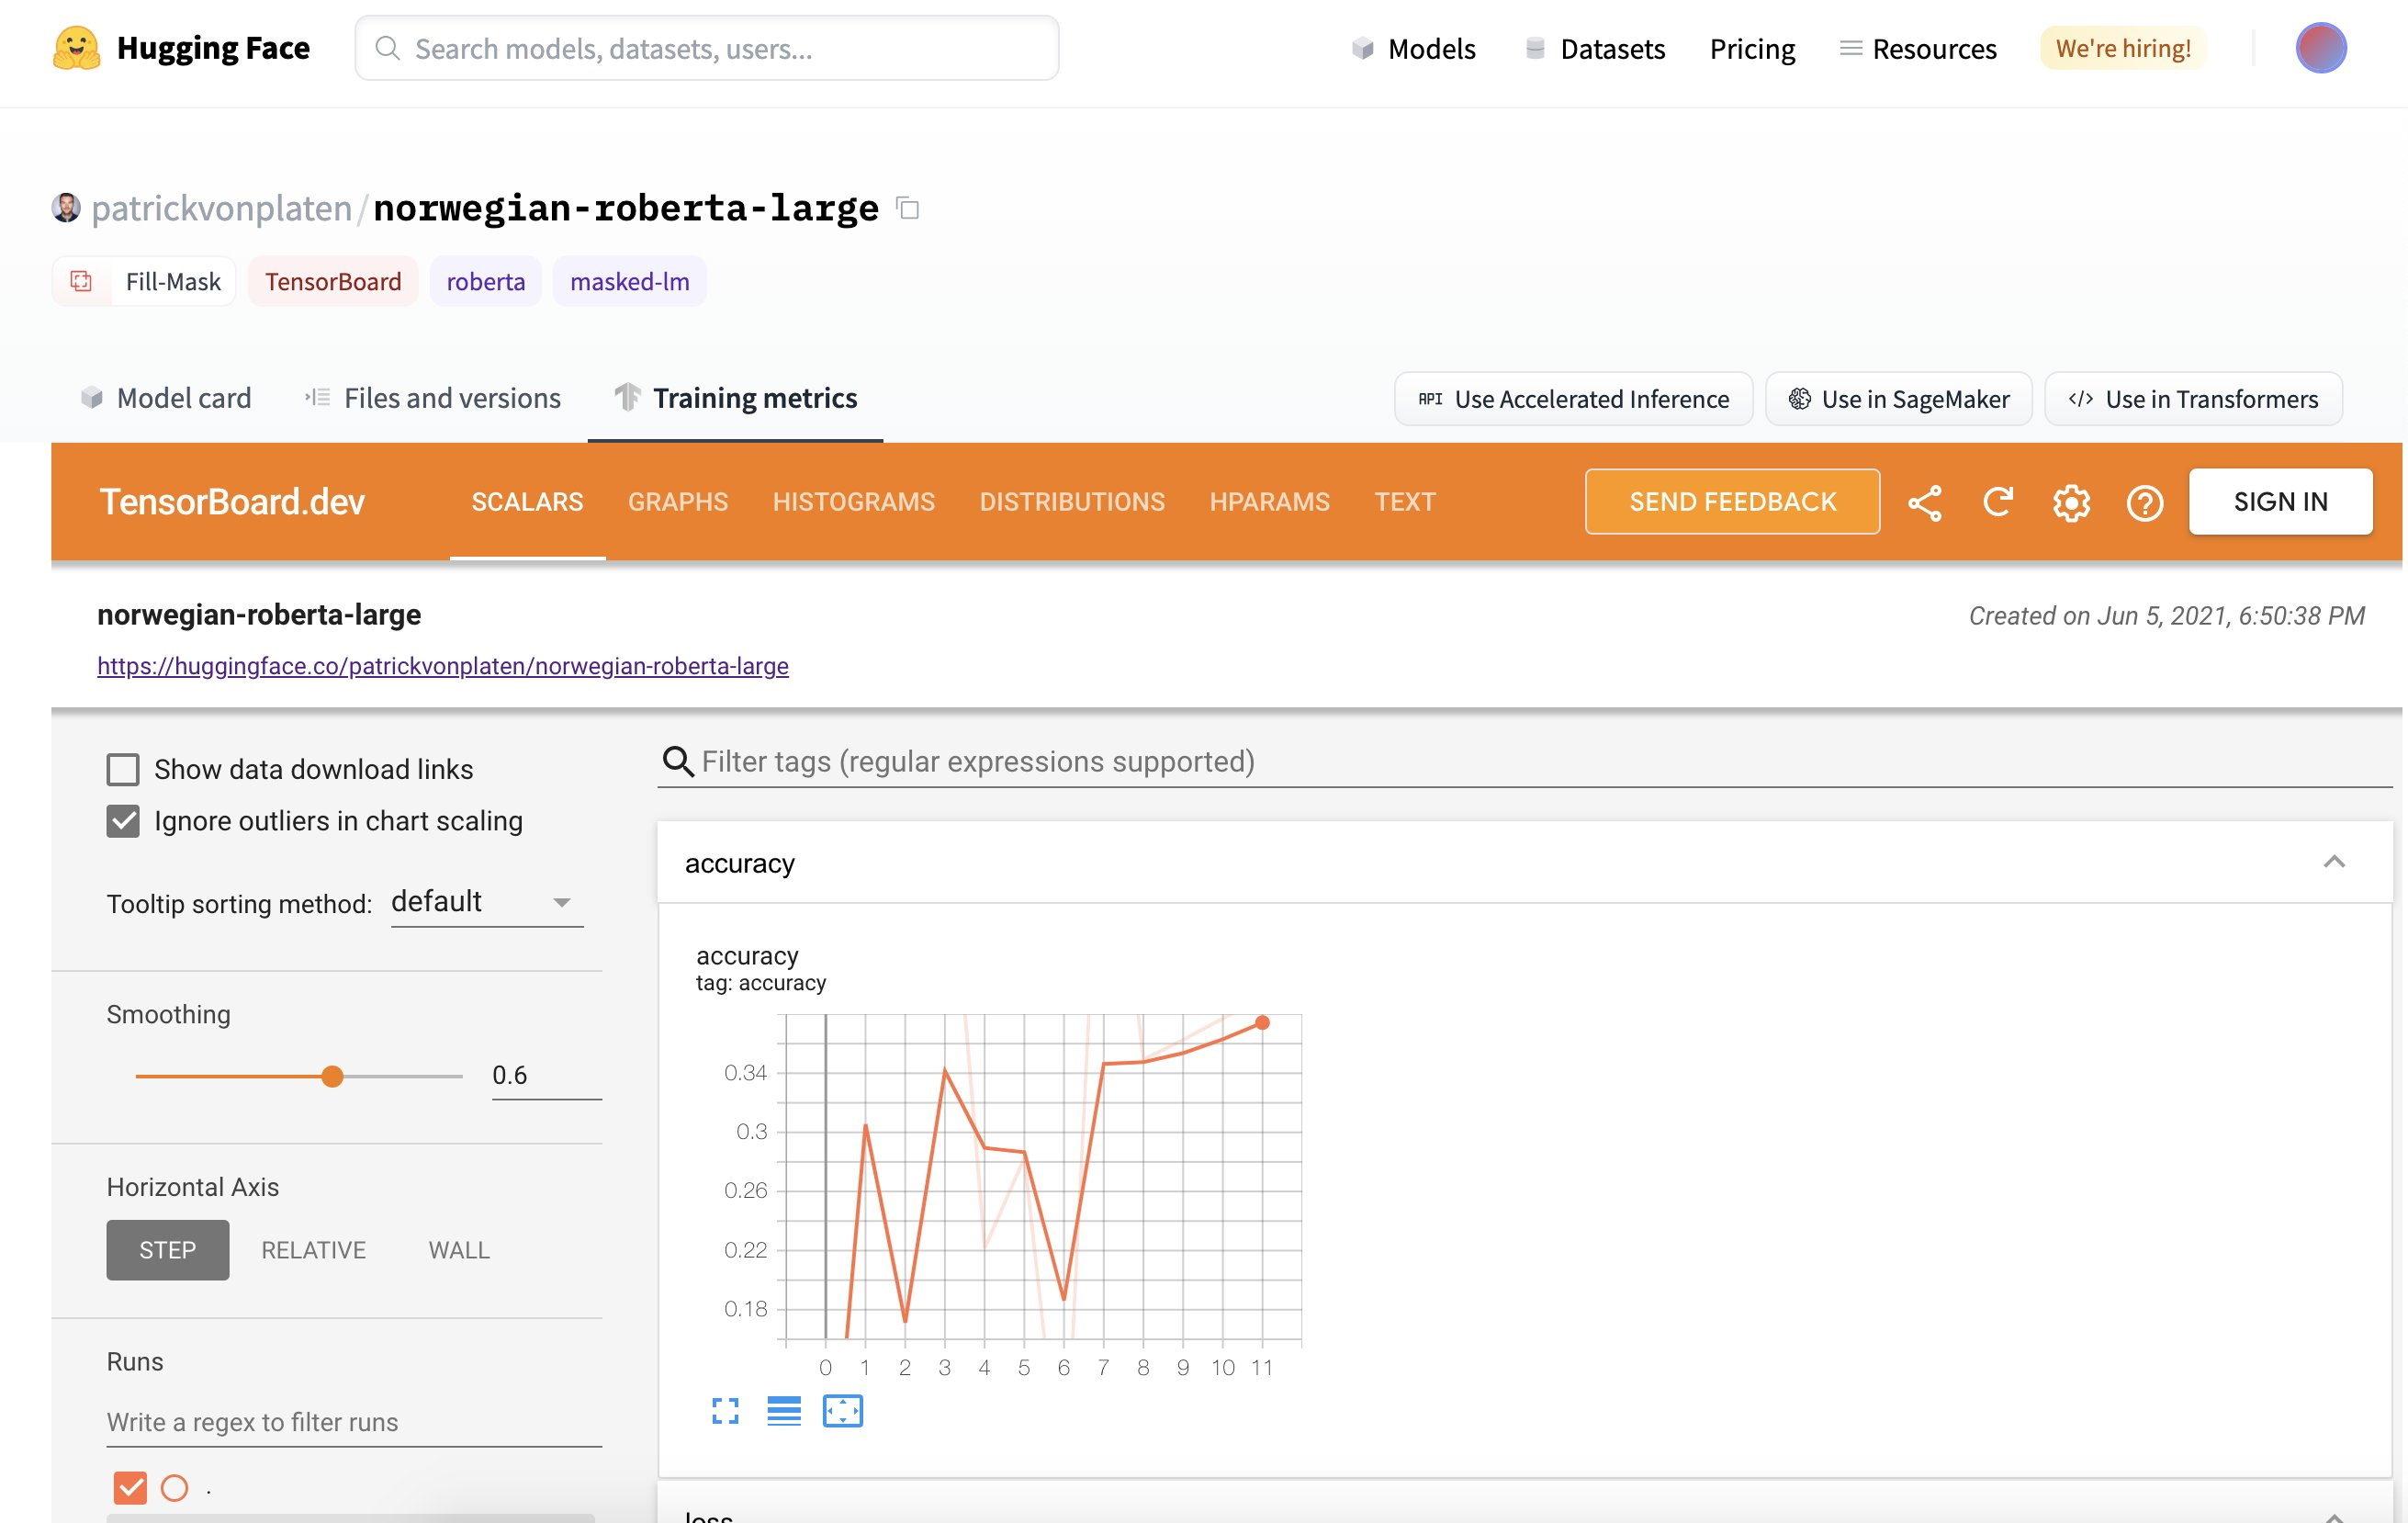 Hugging Face
Search models, datasets, users...
Models
Datasets
Pricing
Resources
We're hiring!
patrickvonplaten/norwegian-roberta-large
Fill-Mask
TensorBoard
roberta
masked-lm
Model card
Files and versions
Training metrics
API Use Accelerated Inference
Use in SageMaker
</> Use in Transformers
TensorBoard.dev
SCALARS
GRAPHS
HISTOGRAMS
DISTRIBUTIONS
HPARAMS
TEXT
SEND FEEDBACK
SIGN IN
norwegian-roberta-large
Created on Jun 5, 2021, 6:50:38 PM
https://huggingface.co/patrickvonplaten/norwegian-roberta-large
Show data download links
Ignore outliers in chart scaling
Tooltip sorting method: default
Smoothing
0.6
Horizontal Axis
STEP
RELATIVE
WALL
Runs
Write a regex to filter runs
.
Filter tags (regular expressions supported)
accuracy
accuracy
tag: accuracy
0.34
0.3
0.26
0.22
0.18
0 1 2 3 4 5 6 7 8 9 10 11
loss